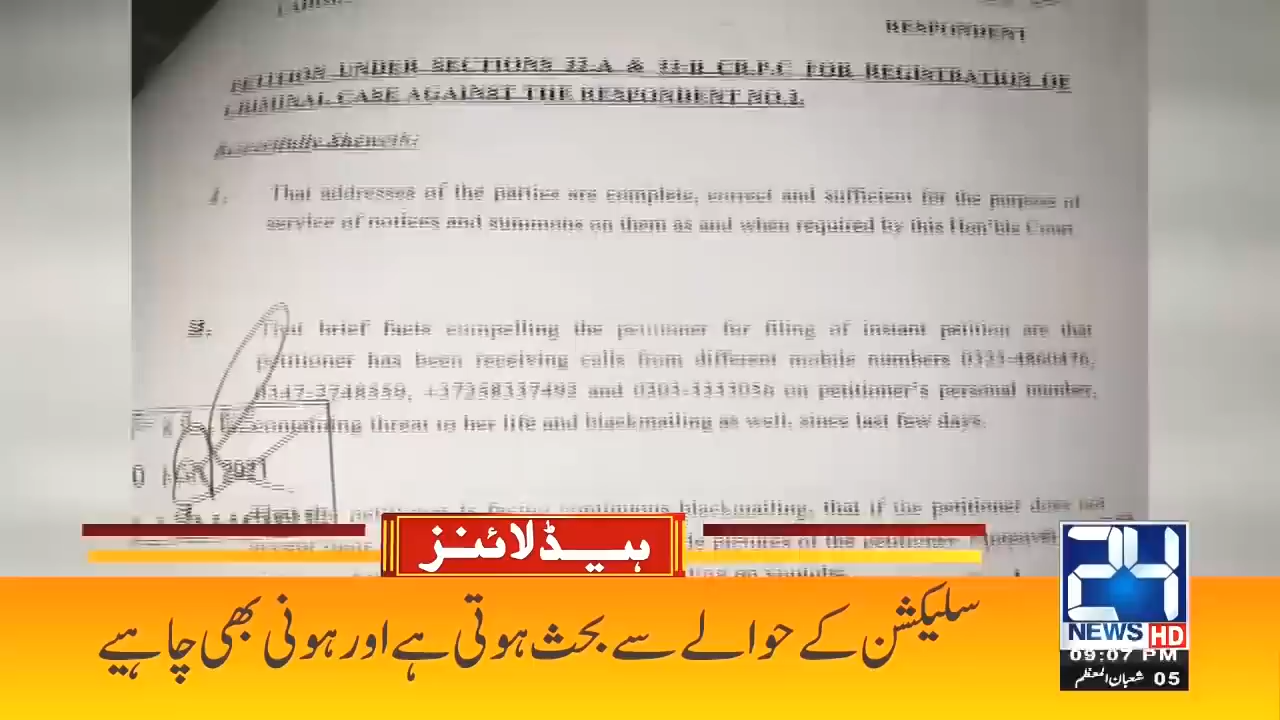 RESPONDENT
PETITION UNDER SECTIONS 22-A & 22-B CR.P.C FOR REGISTRATION OF
CRIMINAL CASE AGAINST THE RESPONDENT NO.1.
Respectfully Sheweth:
1. That addresses of the parties are complete, correct and sufficient for the purpose of
service of notices and summons on them as and when required by this Hon'ble Court
2. That brief facts compelling the petitioner for filing of instant petition are that
petitioner has been receiving calls from different mobile numbers
and on petitioner's personal number,
threat to her life and blackmailing as well, since last few days.
2021
continuous blackmailing, that if the petitioner does not
pictures of the petitioner
ہیڈلائنز
سلیکشن کے حوالے سے بحث ہوتی ہے اور ہونی بھی چاہیے
24
NEWS HD
09:07 PM
05 شعبان المعظم